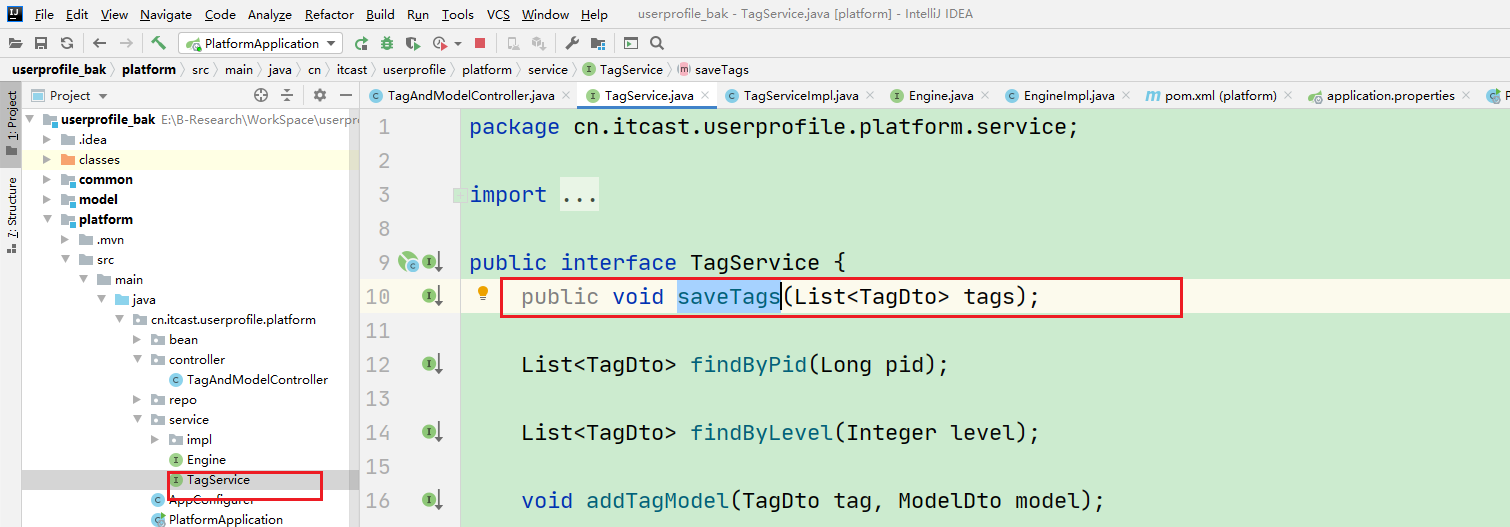 File Edit View Navigate Code Analyze Refactor Build Run Tools VCS Window Help userprofile_bak - TagService.java [platform] - IntelliJ IDEA
PlatformApplication
userprofile_bak platform src main java cn itcast userprofile platform service TagService saveTags
Project
TagAndModelController.java TagService.java TagServiceImpl.java Engine.java EngineImpl.java pom.xml (platform) application.properties
1: Project
7: Structure
userprofile_bak E:\B-Research\WorkSpace\userpro
.idea
classes
common
model
platform
.mvn
src
main
java
cn.itcast.userprofile.platform
bean
controller
TagAndModelController
repo
service
impl
Engine
TagService
AppConfigurer
PlatformApplication
1 package cn.itcast.userprofile.platform.service;
2
3 import ...
8
9 public interface TagService {
10 public void saveTags(List<TagDto> tags);
11
12 List<TagDto> findByPid(Long pid);
13
14 List<TagDto> findByLevel(Integer level);
15
16 void addTagModel(TagDto tag, ModelDto model);